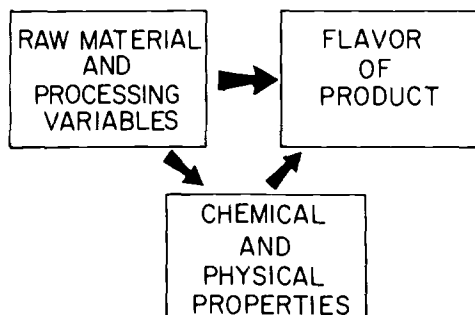 RAW MATERIAL
AND
PROCESSING
VARIABLES
FLAVOR
OF
PRODUCT
CHEMICAL
AND
PHYSICAL
PROPERTIES